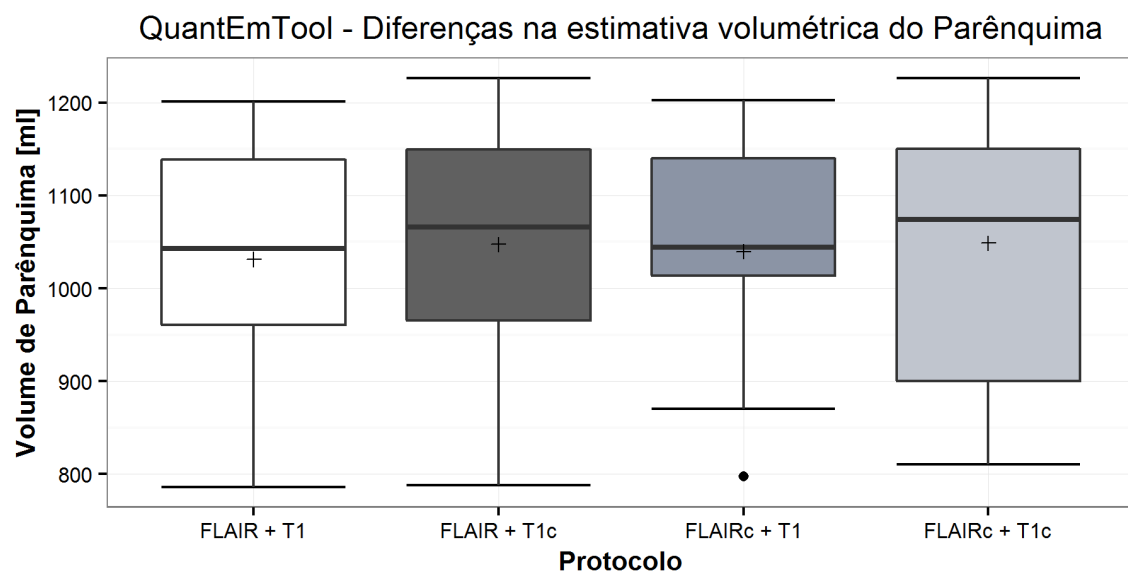 QuantEmTool - Diferenças na estimativa volumétrica do Parênquima
Volume de Parênquima [ml]
1200
1100
1000
900
800
FLAIR + T1
FLAIR + T1c
FLAIRc + T1
FLAIRc + T1c
Protocolo